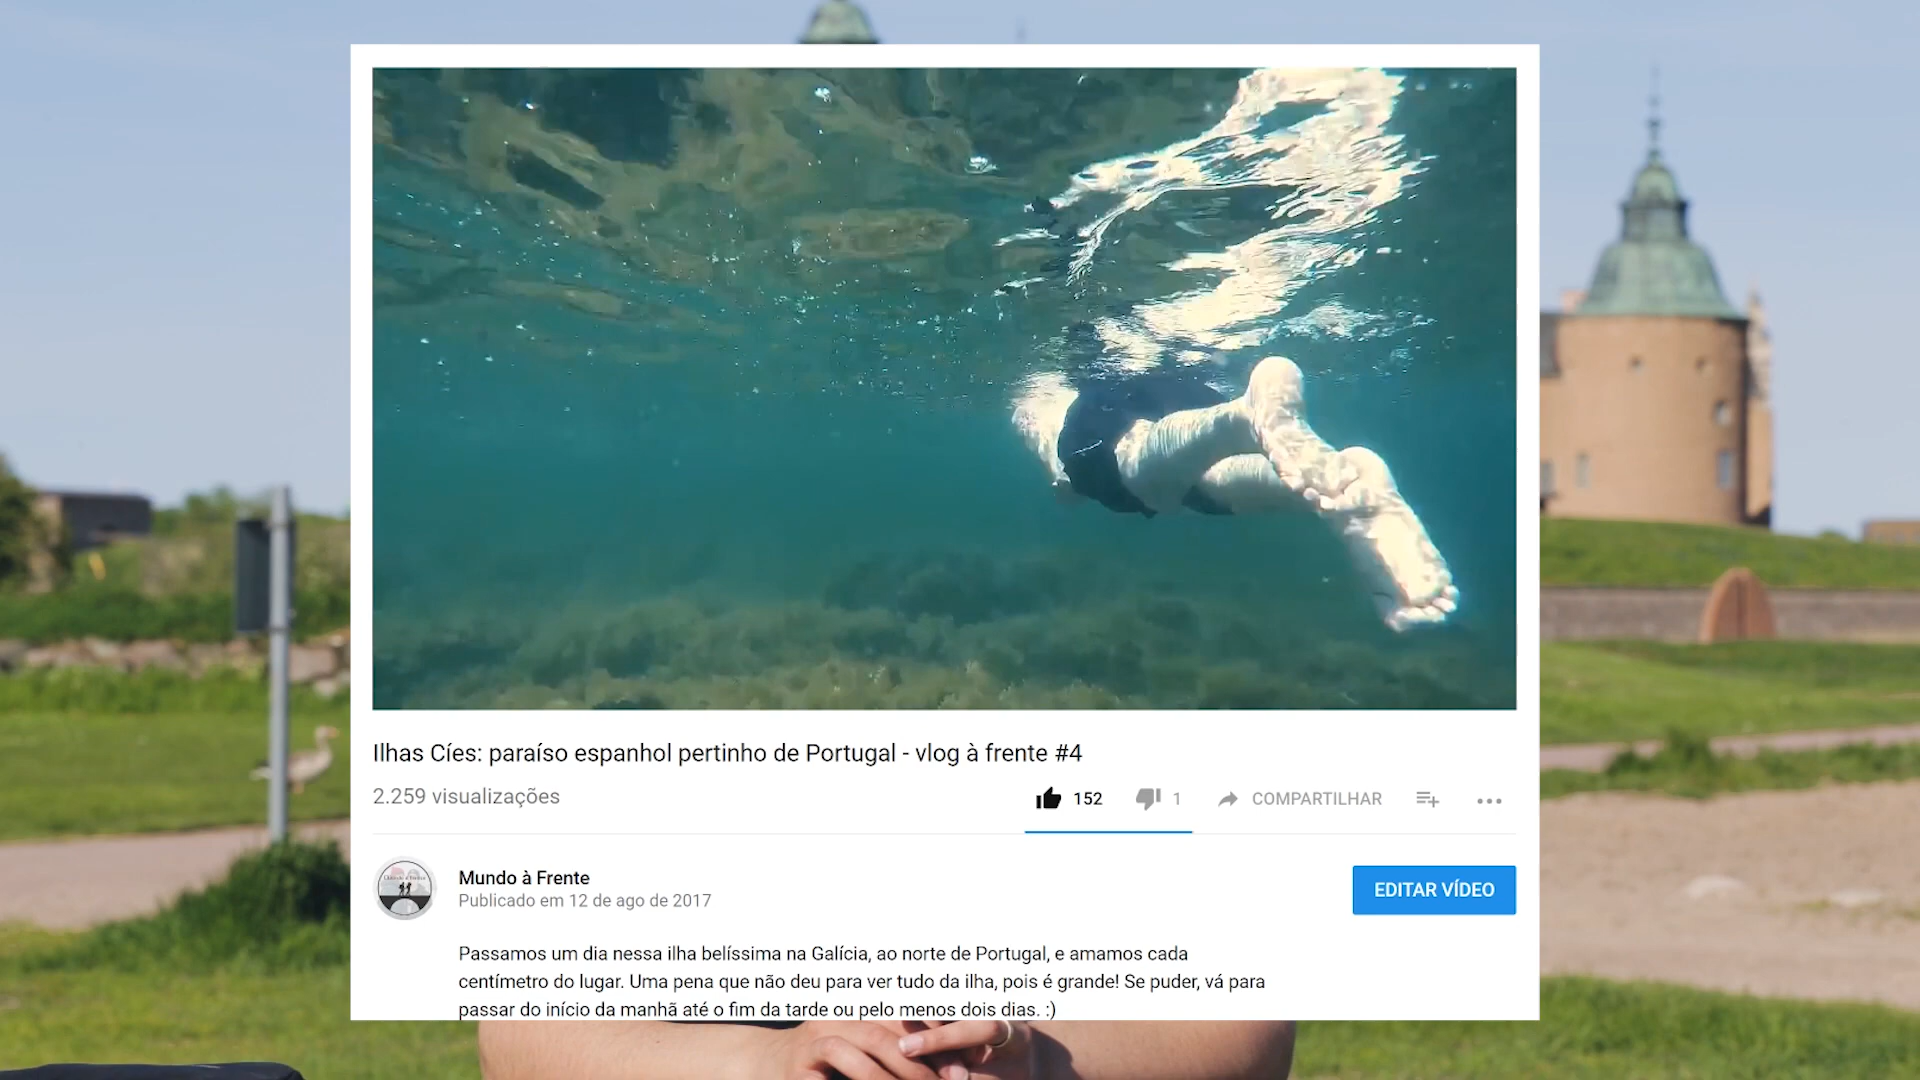 Ilhas Cíes: paraíso espanhol pertinho de Portugal - vlog à frente #4
2.259 visualizações
152
1
COMPARTILHAR
Mundo à Frente
Publicado em 12 de ago de 2017
EDITAR VÍDEO
Passamos um dia nessa ilha belíssima na Galícia, ao norte de Portugal, e amamos cada
centímetro do lugar. Uma pena que não deu para ver tudo da ilha, pois é grande! Se puder, vá para
passar do início da manhã até o fim da tarde ou pelo menos dois dias. :)